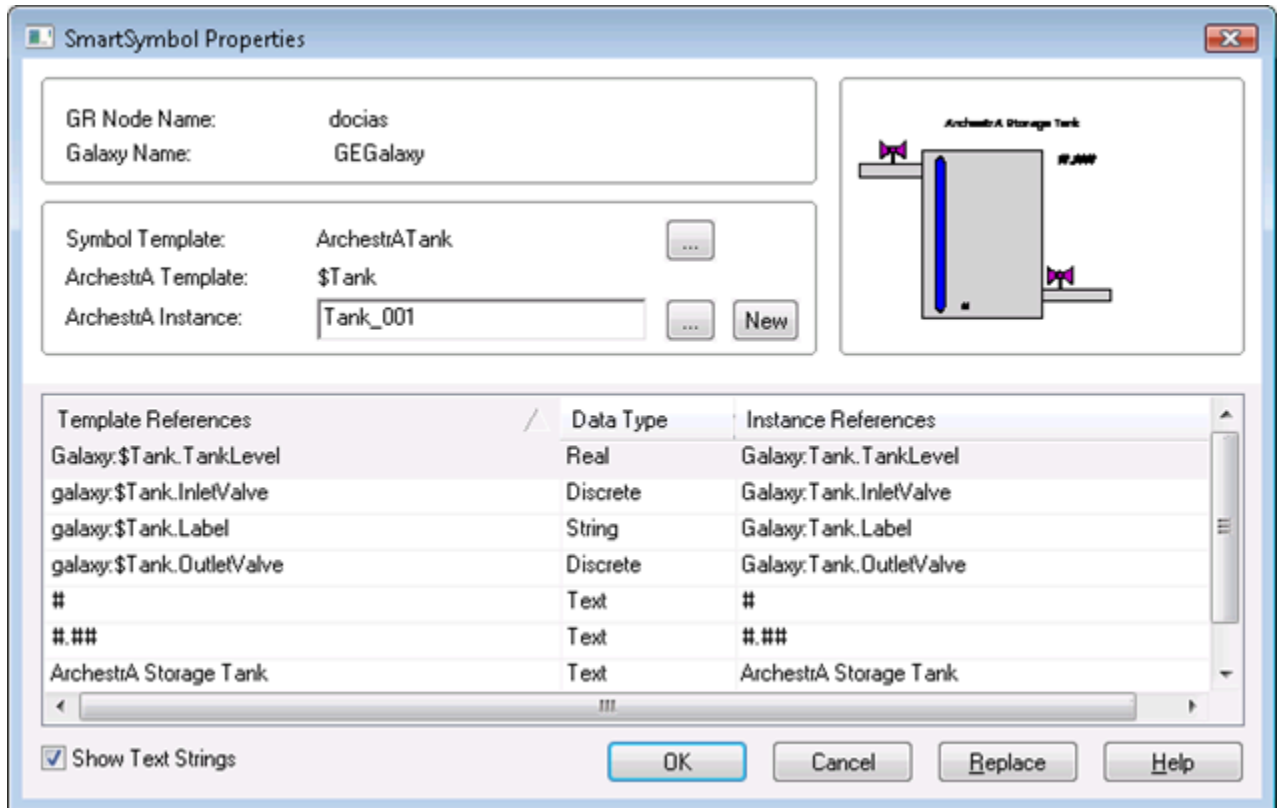 SmartSymbol Properties
GR Node Name: docias
Galaxy Name: GEGalaxy
ArchestrA Storage Tank
#.##
#
Symbol Template: ArchestrATank ...
ArchestrA Template: $Tank
ArchestrA Instance: Tank_001 ... New
Template References Data Type Instance References
Galaxy:$Tank.TankLevel Real Galaxy:Tank.TankLevel
galaxy:$Tank.InletValve Discrete Galaxy:Tank.InletValve
galaxy:$Tank.Label String Galaxy:Tank.Label
galaxy:$Tank.OutletValve Discrete Galaxy:Tank.OutletValve
# Text #
#.## Text #.##
ArchestrA Storage Tank Text ArchestrA Storage Tank
Show Text Strings OK Cancel Replace Help